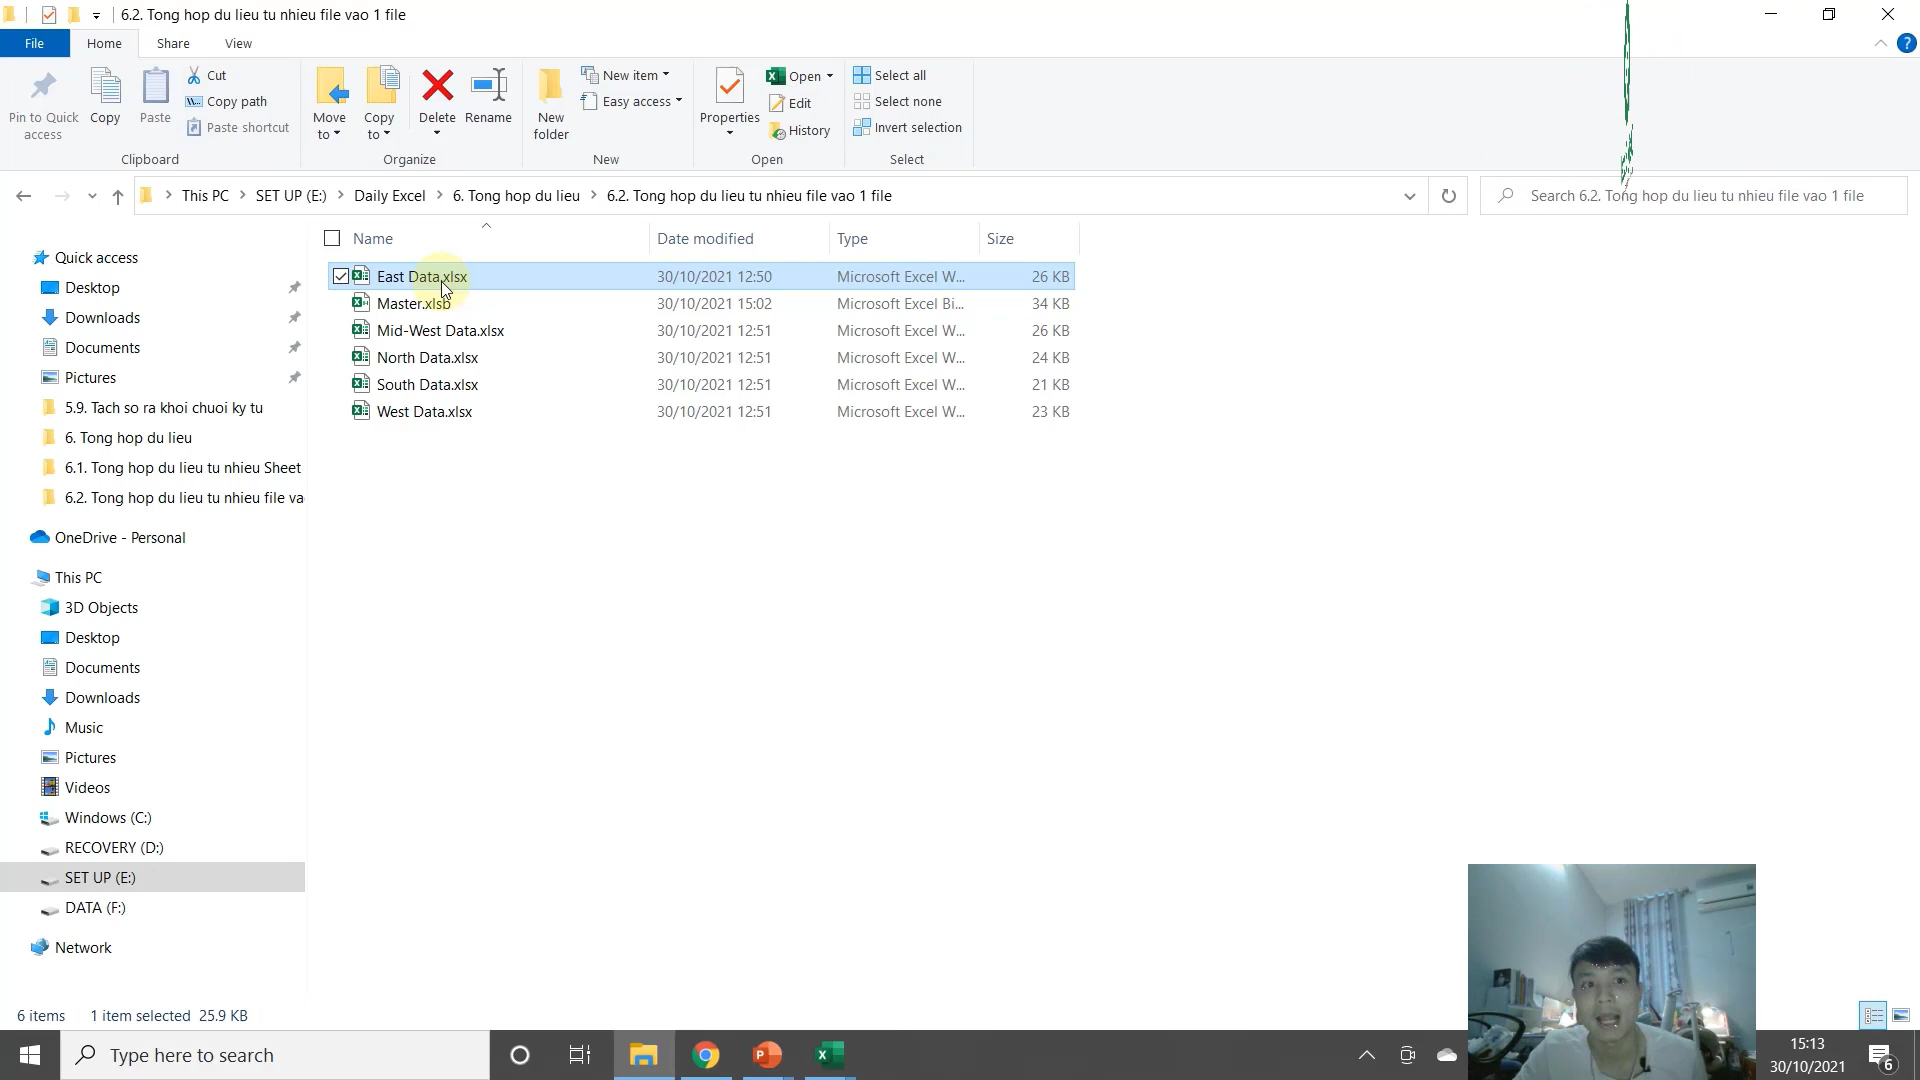 6.2. Tong hop du lieu tu nhieu file vao 1 file
File
Home
Share
View
Pin to Quick access
Copy
Paste
Cut
Copy path
Paste shortcut
Clipboard
Move to
Copy to
Delete
Rename
Organize
New folder
New item
Easy access
New
Properties
Open
Edit
History
Open
Select all
Select none
Invert selection
Select
This PC > SET UP (E:) > Daily Excel > 6. Tong hop du lieu > 6.2. Tong hop du lieu tu nhieu file vao 1 file
Search 6.2. Tong hop du lieu tu nhieu file vao 1 file
Name Date modified Type Size
East Data.xlsx 30/10/2021 12:50 Microsoft Excel W... 26 KB
Master.xlsb 30/10/2021 15:02 Microsoft Excel Bi... 34 KB
Mid-West Data.xlsx 30/10/2021 12:51 Microsoft Excel W... 26 KB
North Data.xlsx 30/10/2021 12:51 Microsoft Excel W... 24 KB
South Data.xlsx 30/10/2021 12:51 Microsoft Excel W... 21 KB
West Data.xlsx 30/10/2021 12:51 Microsoft Excel W... 23 KB
Quick access
Desktop
Downloads
Documents
Pictures
5.9. Tach so ra khoi chuoi ky tu
6. Tong hop du lieu
6.1. Tong hop du lieu tu nhieu Sheet
6.2. Tong hop du lieu tu nhieu file va
OneDrive - Personal
This PC
3D Objects
Desktop
Documents
Downloads
Music
Pictures
Videos
Windows (C:)
RECOVERY (D:)
SET UP (E:)
DATA (F:)
Network
6 items 1 item selected 25.9 KB
Type here to search
15:13
30/10/2021
6